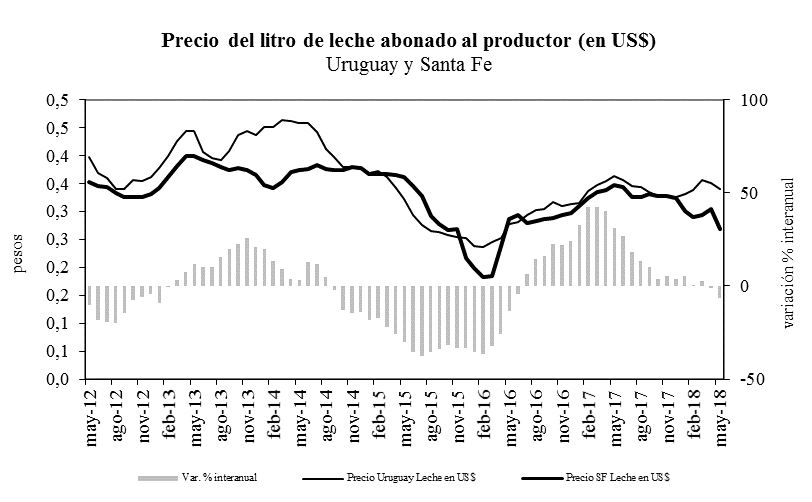 Precio del litro de leche abonado al productor (en US$)
Uruguay y Santa Fe
0,5
0,5
0,4
0,4
0,3
0,3
0,2
0,2
0,1
0,1
0,0
pesos
100
50
0
-50
variación % interanual
may-12
ago-12
nov-12
feb-13
may-13
ago-13
nov-13
feb-14
may-14
ago-14
nov-14
feb-15
may-15
ago-15
nov-15
feb-16
may-16
ago-16
nov-16
feb-17
may-17
ago-17
nov-17
feb-18
may-18
Var. % interanual
Precio Uruguay Leche en US$
Precio SF Leche en US$